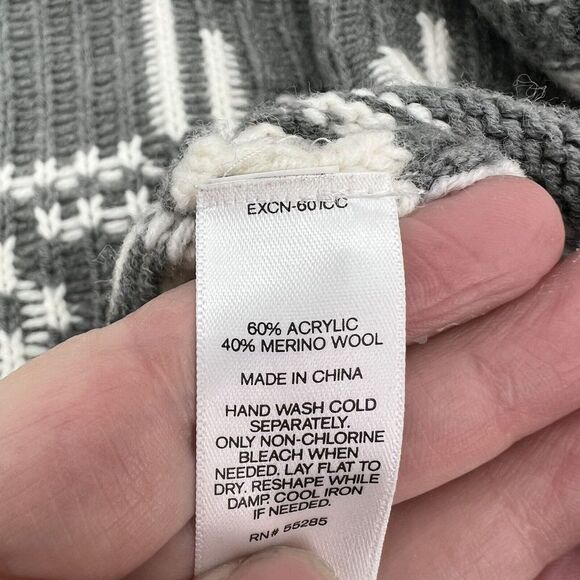 EXCN-601CC
60% ACRYLIC
40% MERINO WOOL
MADE IN CHINA
HAND WASH COLD
SEPARATELY.
ONLY NON-CHLORINE
BLEACH WHEN
NEEDED. LAY FLAT TO
DRY. RESHAPE WHILE
DAMP. COOL IRON
IF NEEDED.
RN# 55285